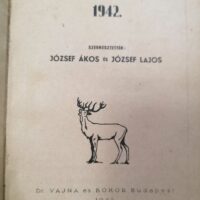 1942.
SZERKESZTETTÉK:
JÓZSEF ÁKOS és JÓZSEF LAJOS
Dr. VAJNA és BOKOR Budapest